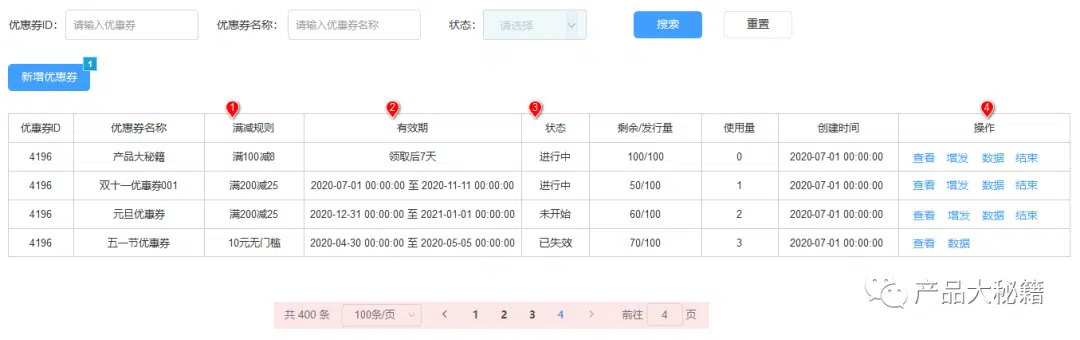 优惠券ID： 请输入优惠券 优惠券名称： 请输入优惠券名称 状态： 请选择 搜索 重置
新增优惠券 1
1 2 3 4
优惠券ID 优惠券名称 满减规则 有效期 状态 剩余/发行量 使用量 创建时间 操作
4196 产品大秘籍 满100减8 领取后7天 进行中 100/100 0 2020-07-01 00:00:00 查看 增发 数据 结束
4196 双十一优惠券001 满200减25 2020-07-01 00:00:00 至 2020-11-11 00:00:00 进行中 50/100 1 2020-07-01 00:00:00 查看 增发 数据 结束
4196 元旦优惠券 满200减25 2020-12-31 00:00:00 至 2021-01-01 00:00:00 未开始 60/100 2 2020-07-01 00:00:00 查看 增发 数据 结束
4196 五一节优惠券 10元无门槛 2020-04-30 00:00:00 至 2020-05-05 00:00:00 已失效 70/100 3 2020-07-01 00:00:00 查看 数据
产品大秘籍
共 400 条 100条/页 1 2 3 4 前往 4 页